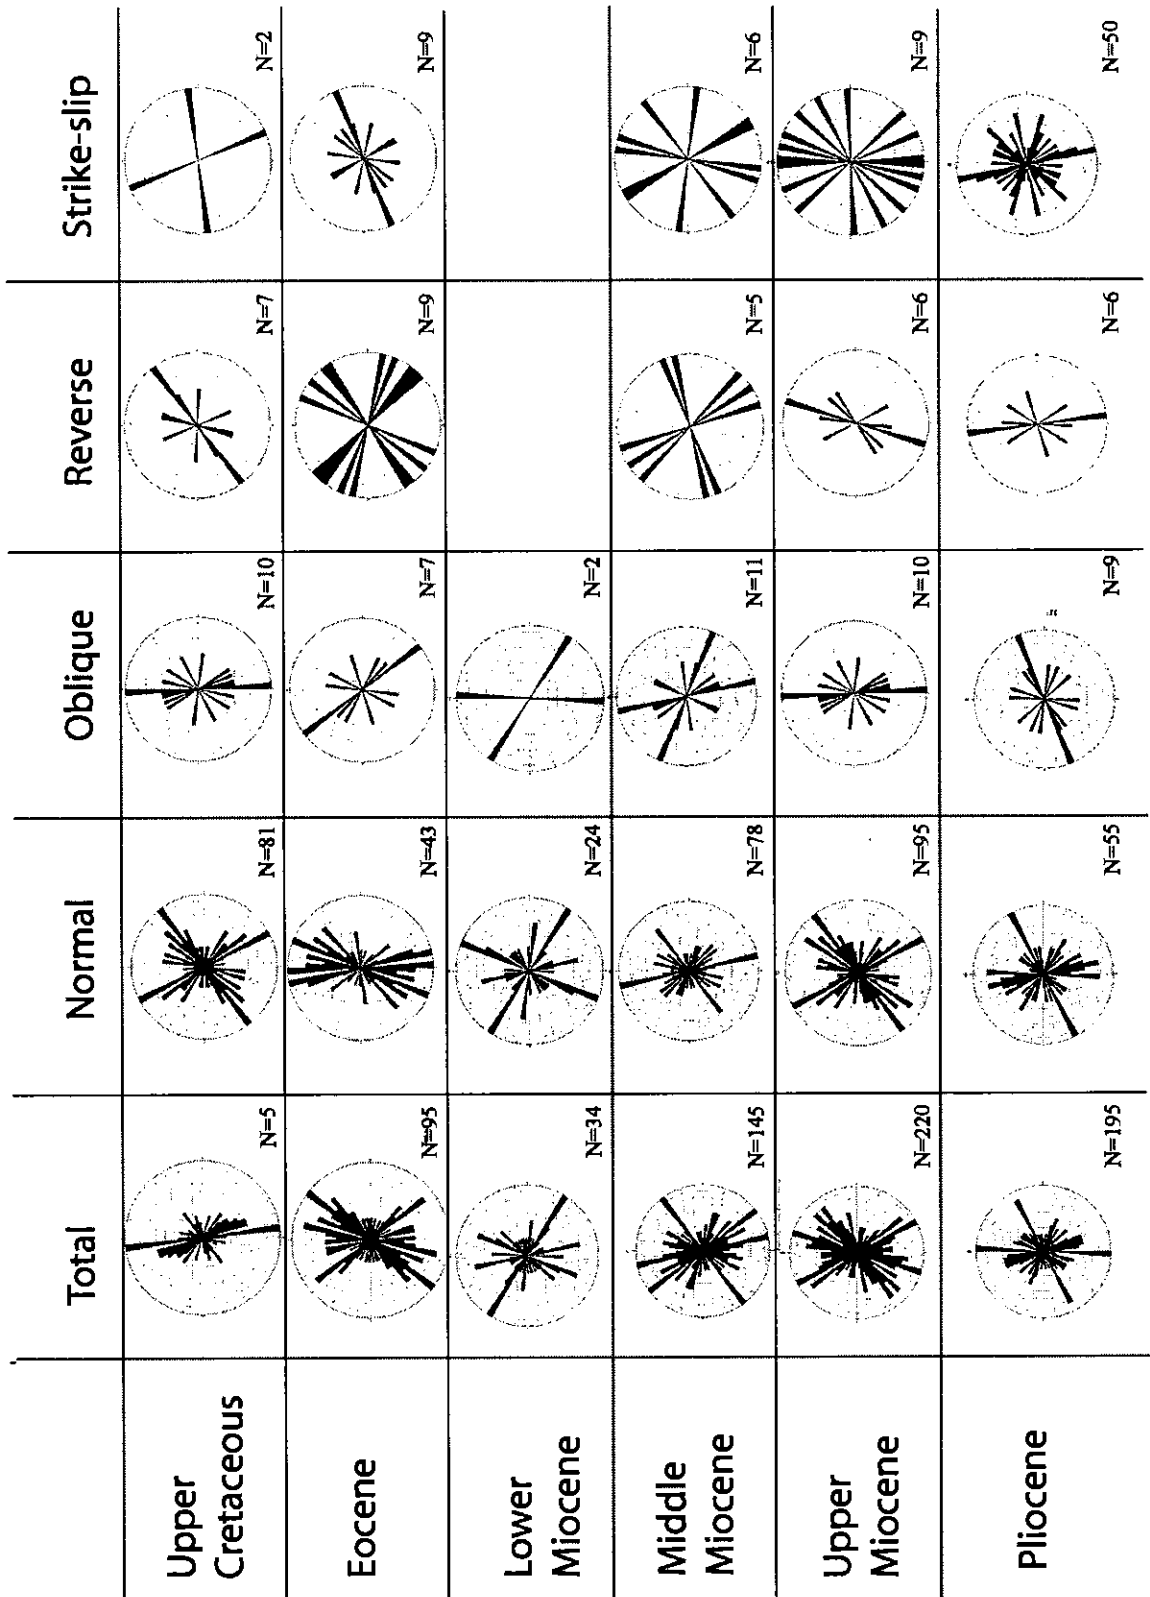 Total
Normal
Oblique
Reverse
Strike-slip
Upper
Cretaceous
N=5
N=81
N=10
N=7
N=2
Eocene
N=95
N=43
N=7
N=9
N=9
Lower
Miocene
N=34
N=24
N=2
Middle
Miocene
N=145
N=78
N=11
N=5
N=6
Upper
Miocene
N=220
N=95
N=10
N=6
N=9
Pliocene
N=195
N=55
N=9
N=6
N=50